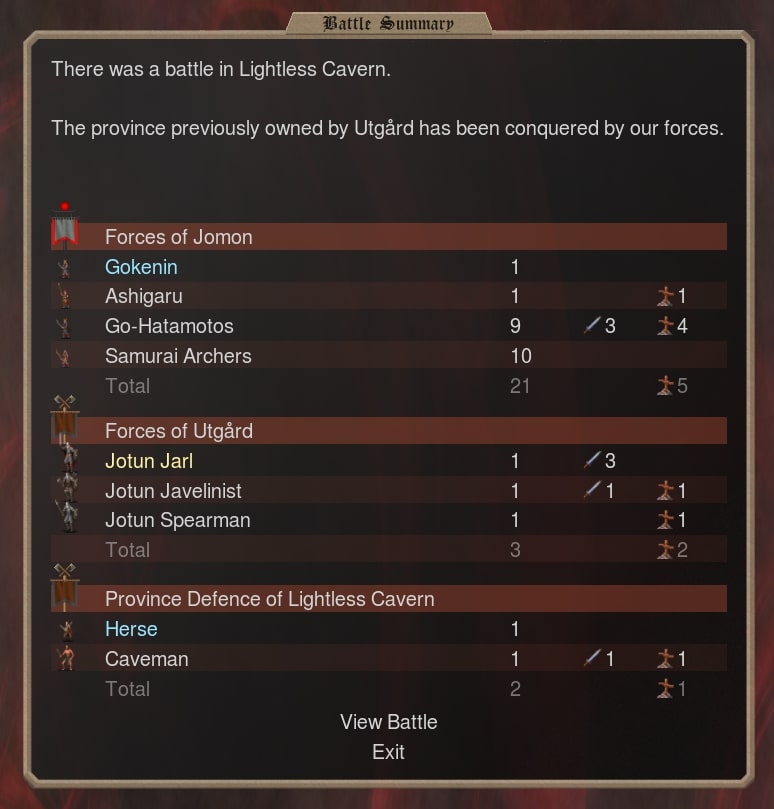 Battle Summary
There was a battle in Lightless Cavern.
The province previously owned by Utgård has been conquered by our forces.
Forces of Jomon
Gokenin 1
Ashigaru 1 1
Go-Hatamotos 9 3 4
Samurai Archers 10
Total 21 5
Forces of Utgård
Jotun Jarl 1 3
Jotun Javelinist 1 1 1
Jotun Spearman 1 1
Total 3 2
Province Defence of Lightless Cavern
Herse 1
Caveman 1 1 1
Total 2 1
View Battle
Exit